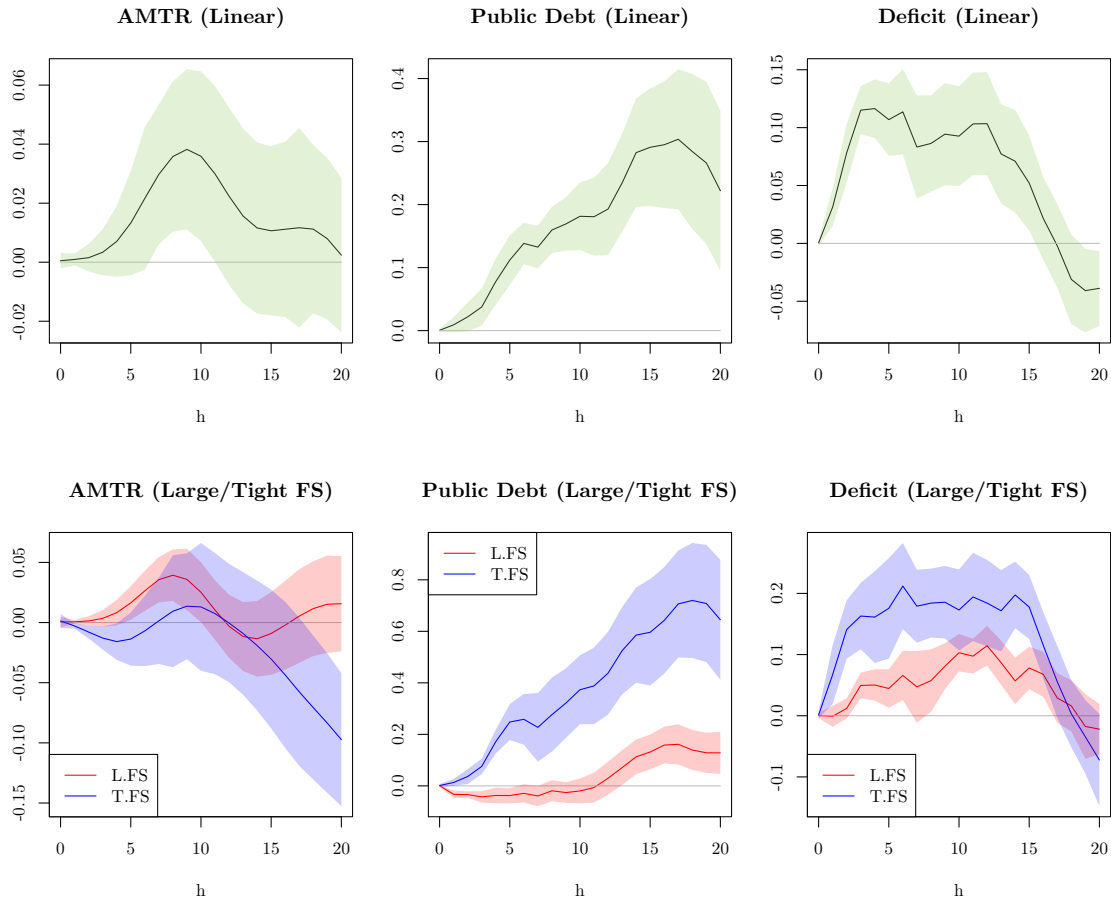 AMTR (Linear)
0.06
0.04
0.02
0.00
-0.02
0 5 10 15 20
h
Public Debt (Linear)
0.4
0.3
0.2
0.1
0.0
0 5 10 15 20
h
Deficit (Linear)
0.15
0.10
0.05
0.00
-0.05
0 5 10 15 20
h
AMTR (Large/Tight FS)
0.05
0.00
-0.05
-0.10
-0.15
L.FS
T.FS
0 5 10 15 20
h
Public Debt (Large/Tight FS)
L.FS
T.FS
0.8
0.6
0.4
0.2
0.0
0 5 10 15 20
h
Deficit (Large/Tight FS)
0.2
0.1
0.0
-0.1
L.FS
T.FS
0 5 10 15 20
h